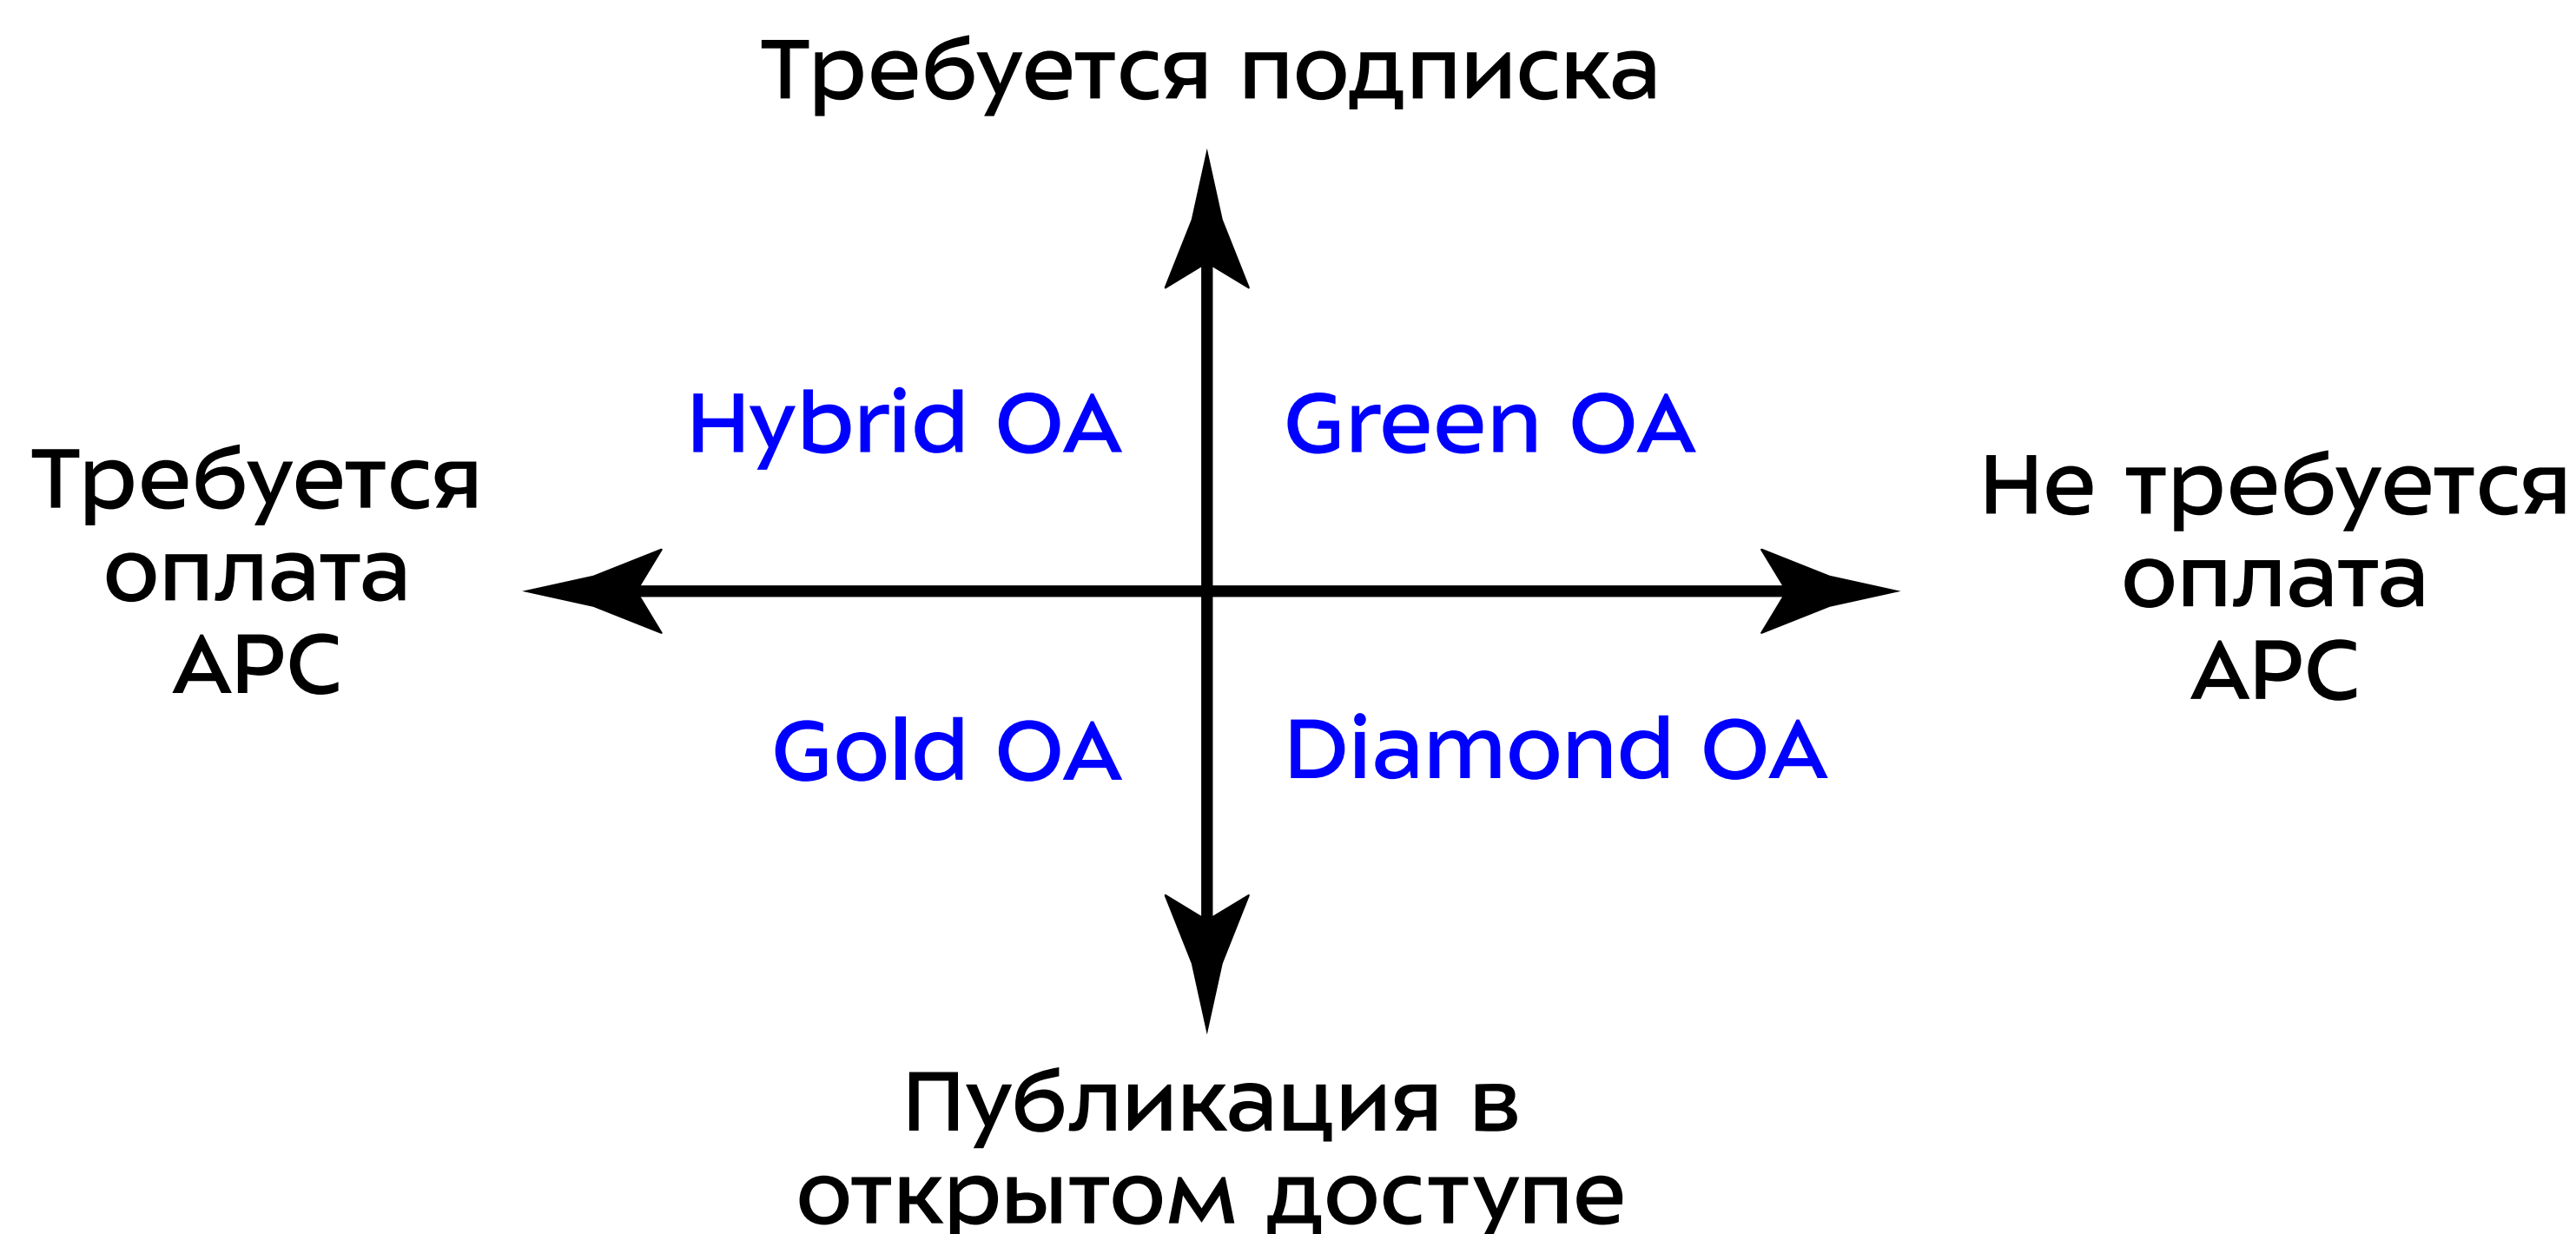 Требуется подписка
Hybrid OA
Green OA
Требуется
оплата
APC
Не требуется
оплата
APC
Gold OA
Diamond OA
Публикация в
открытом доступе